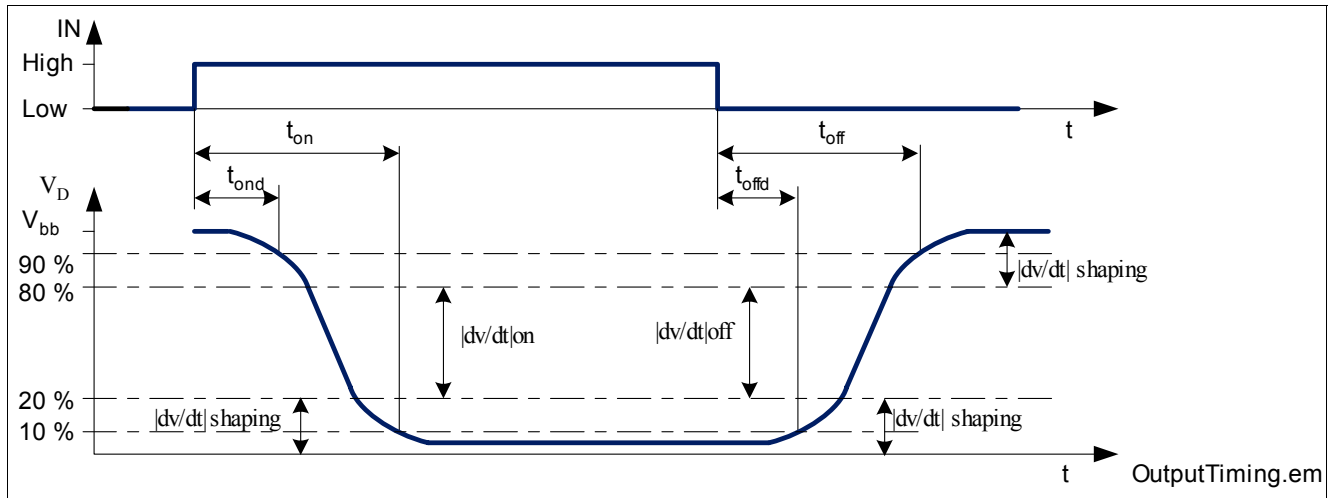 IN
High
Low
t
t_on
t_off
t_ond
t_offd
V_D
V_bb
90 %
80 %
|dv/dt| shaping
|dv/dt|on
|dv/dt|off
20 %
|dv/dt| shaping
|dv/dt| shaping
10 %
t
OutputTiming.em